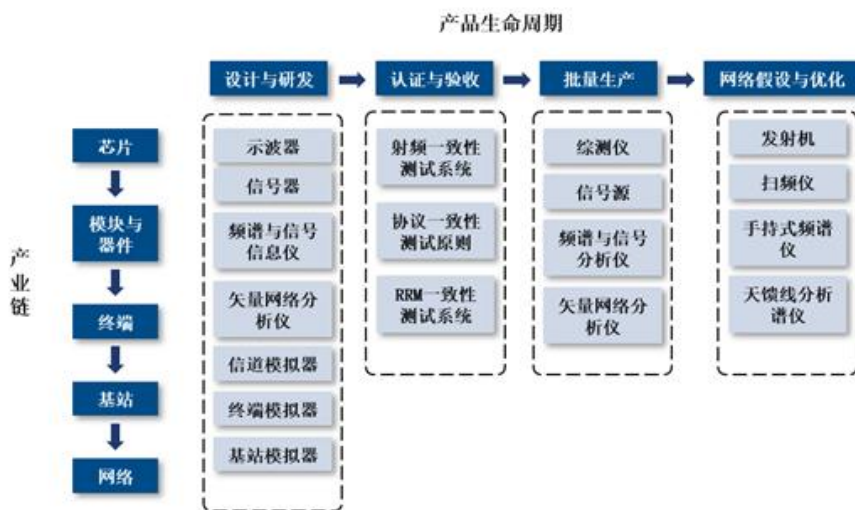 产品生命周期
设计与研发
认证与验收
批量生产
网络假设与优化
产业链
芯片
模块与
器件
终端
基站
网络
示波器
信号器
频谱与信号
信息仪
矢量网络分
析仪
信道模拟器
终端模拟器
基站模拟器
射频一致性
测试系统
协议一致性
测试原则
RRM一致性
测试系统
综测仪
信号源
频谱与信号
分析仪
矢量网络分
析仪
发射机
扫频仪
手持式频谱
仪
天馈线分析
谱仪